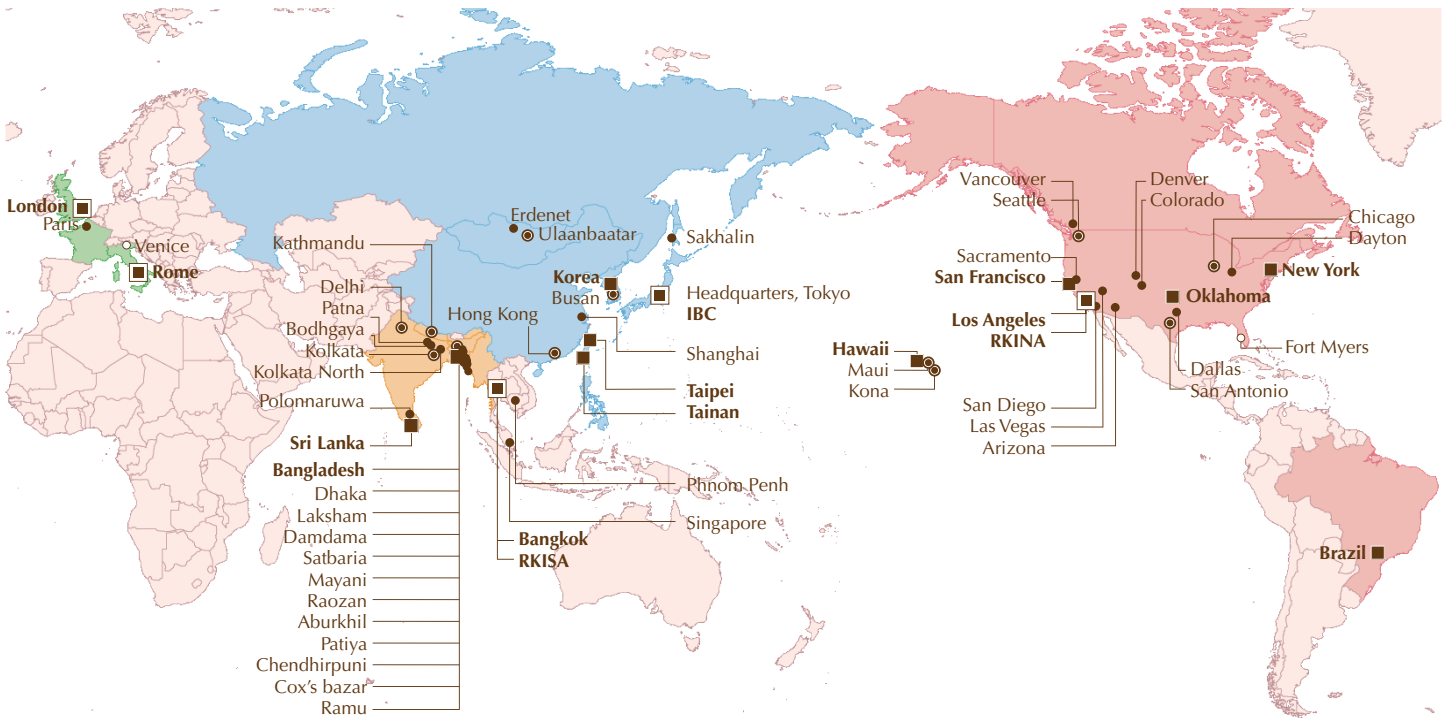 London
Paris
Venice
Rome
Kathmandu
Delhi
Patna
Bodhgaya
Kolkata
Kolkata North
Polonnaruwa
Sri Lanka
Bangladesh
Dhaka
Laksham
Damdama
Satbaria
Mayani
Raozan
Aburkhil
Patiya
Chendhirpuni
Cox's bazar
Ramu
Erdenet
Ulaanbaatar
Sakhalin
Korea
Busan
Hong Kong
Headquarters, Tokyo
IBC
Shanghai
Taipei
Tainan
Phnom Penh
Singapore
Bangkok
RKISA
Hawaii
Maui
Kona
Vancouver
Seattle
Sacramento
San Francisco
Los Angeles
RKINA
San Diego
Las Vegas
Arizona
Denver
Colorado
Chicago
Dayton
New York
Oklahoma
Fort Myers
Dallas
San Antonio
Brazil